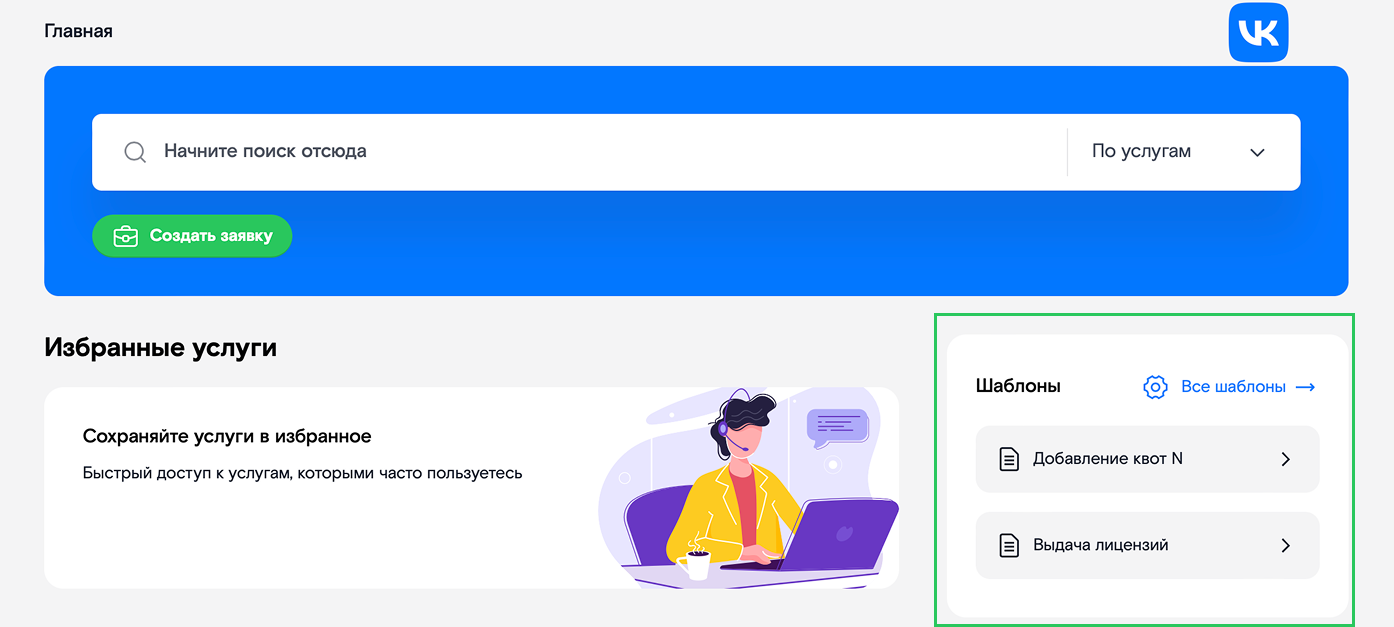 Главная
VK
Начните поиск отсюда
По услугам
Создать заявку
Избранные услуги
Сохраняйте услуги в избранное
Быстрый доступ к услугам, которыми часто пользуетесь
Шаблоны
Все шаблоны
Добавление квот N
Выдача лицензий